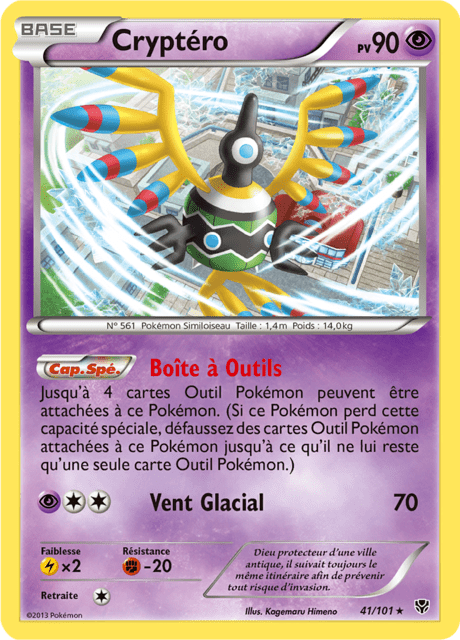 BASE Cryptéro PV90
N° 561 Pokémon Similoiseau Taille : 1,4m Poids : 14,0kg
Cap.Spé. Boîte à Outils
Jusqu'à 4 cartes Outil Pokémon peuvent être
attachées à ce Pokémon. (Si ce Pokémon perd cette
capacité spéciale, défaussez des cartes Outil Pokémon
attachées à ce Pokémon jusqu'à ce qu'il ne lui reste
qu'une seule carte Outil Pokémon.)
Vent Glacial 70
Faiblesse Résistance
×2 -20
Retraite
Dieu protecteur d'une ville
antique, il suivait toujours le
même itinéraire afin de prévenir
tout risque d'invasion.
©2013 Pokémon Illus. Kagemaru Himeno 41/101 ★